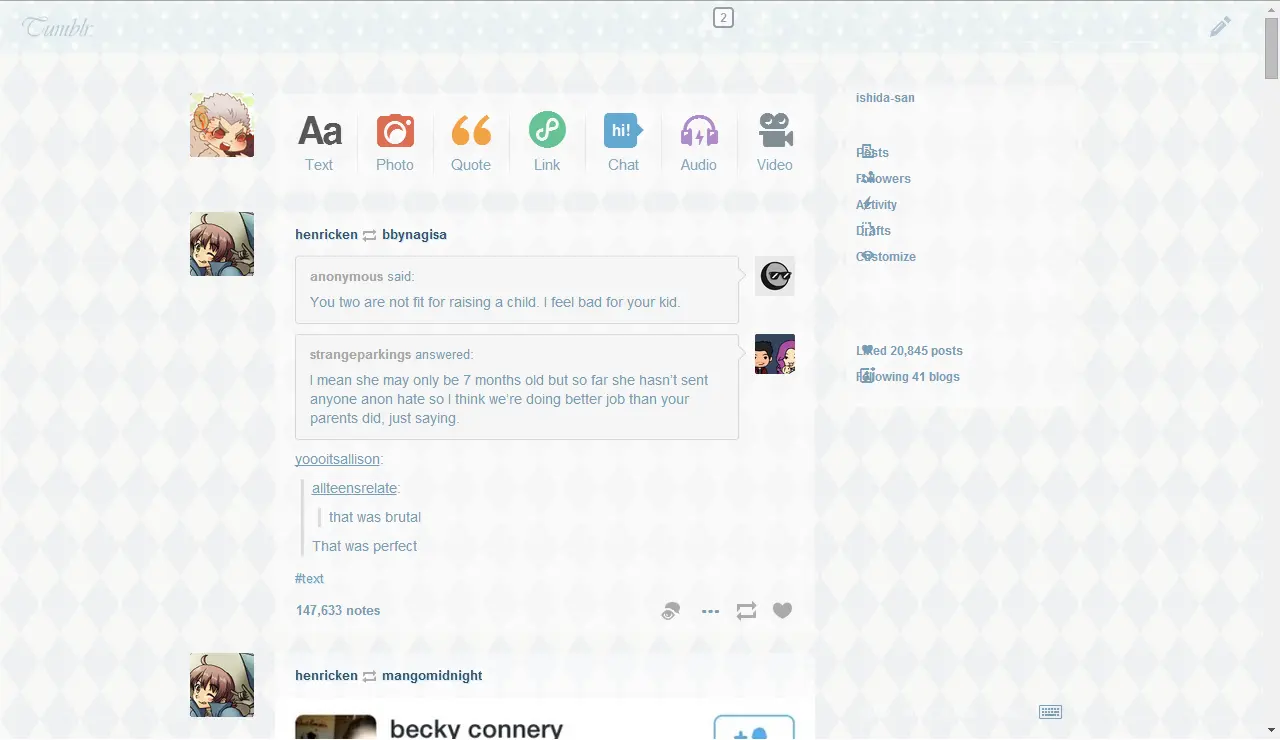 Tumblr.
2
Aa
hi!
Text
Photo
Quote
Link
Chat
Audio
Video
henricken bbynagisa
anonymous said:
You two are not fit for raising a child. I feel bad for your kid.
strangeparkings answered:
I mean she may only be 7 months old but so far she hasn't sent
anyone anon hate so I think we're doing better job than your
parents did, just saying.
yoooitsallison:
allteensrelate:
that was brutal
That was perfect
#text
147,633 notes
henricken mangomidnight
becky connery
ishida-san
Posts
Followers
Activity
Drafts
Customize
Liked 20,845 posts
Following 41 blogs